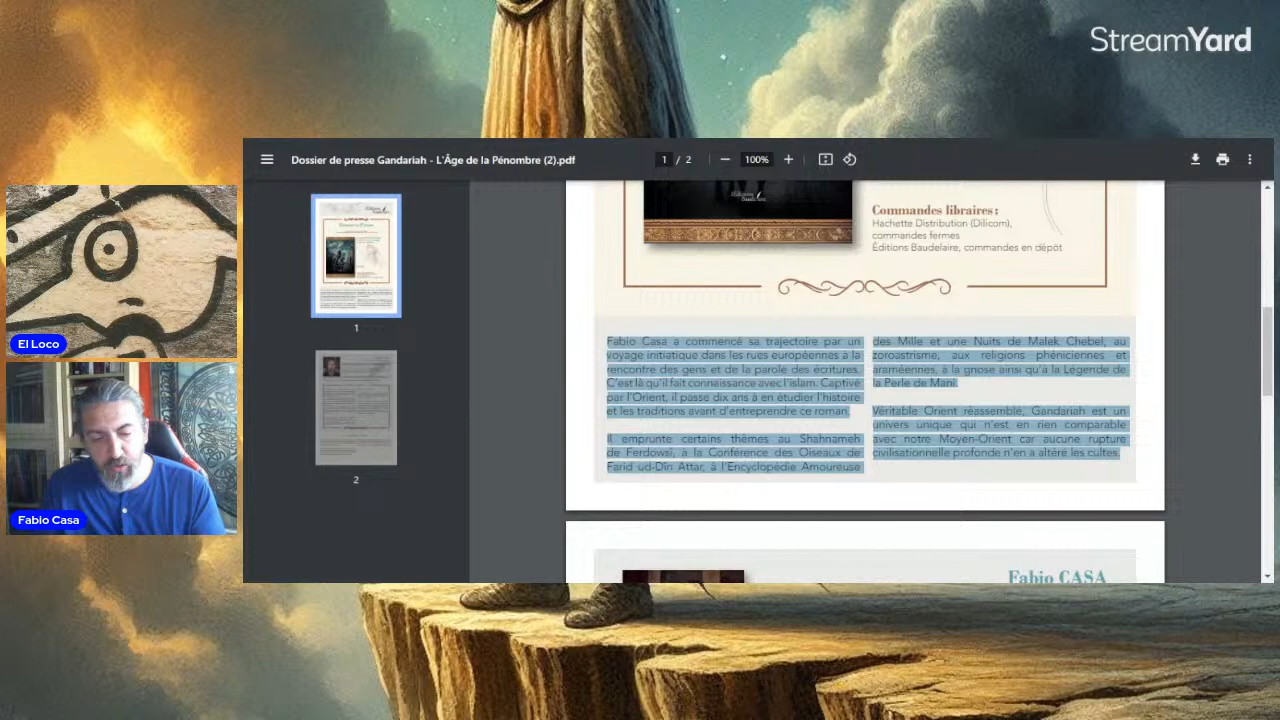 StreamYard
Dossier de presse Gandariah - L'Âge de la Pénombre (2).pdf
1 / 2
100%
Commandes libraires :
Hachette Distribution (Dilicom),
commandes fermes
Éditions Baudelaire, commandes en dépôt
1
2
Fabio Casa a commencé sa trajectoire par un
voyage initiatique dans les rues européennes à la
rencontre des gens et de la parole des écritures.
C'est là qu'il fait connaissance avec l'islam. Captivé
par l'Orient, il passe dix ans à en étudier l'histoire
et les traditions avant d'entreprendre ce roman.
Il emprunte certains thèmes au Shahnameh
de Ferdowsi, à la Conférence des Oiseaux de
Farid ud-Dîn Attar, à l'Encyclopédie Amoureuse
des Mille et une Nuits de Malek Chebel, au
zoroastrisme, aux religions phéniciennes et
araméennes, à la gnose ainsi qu'à la Légende de
la Perle de Mani.
Véritable Orient réassemblé, Gandariah est un
univers unique qui n'est en rien comparable
avec notre Moyen-Orient car aucune rupture
civilisationnelle profonde n'en a altéré les cultes.
Fabio CASA
El Loco
Fabio Casa